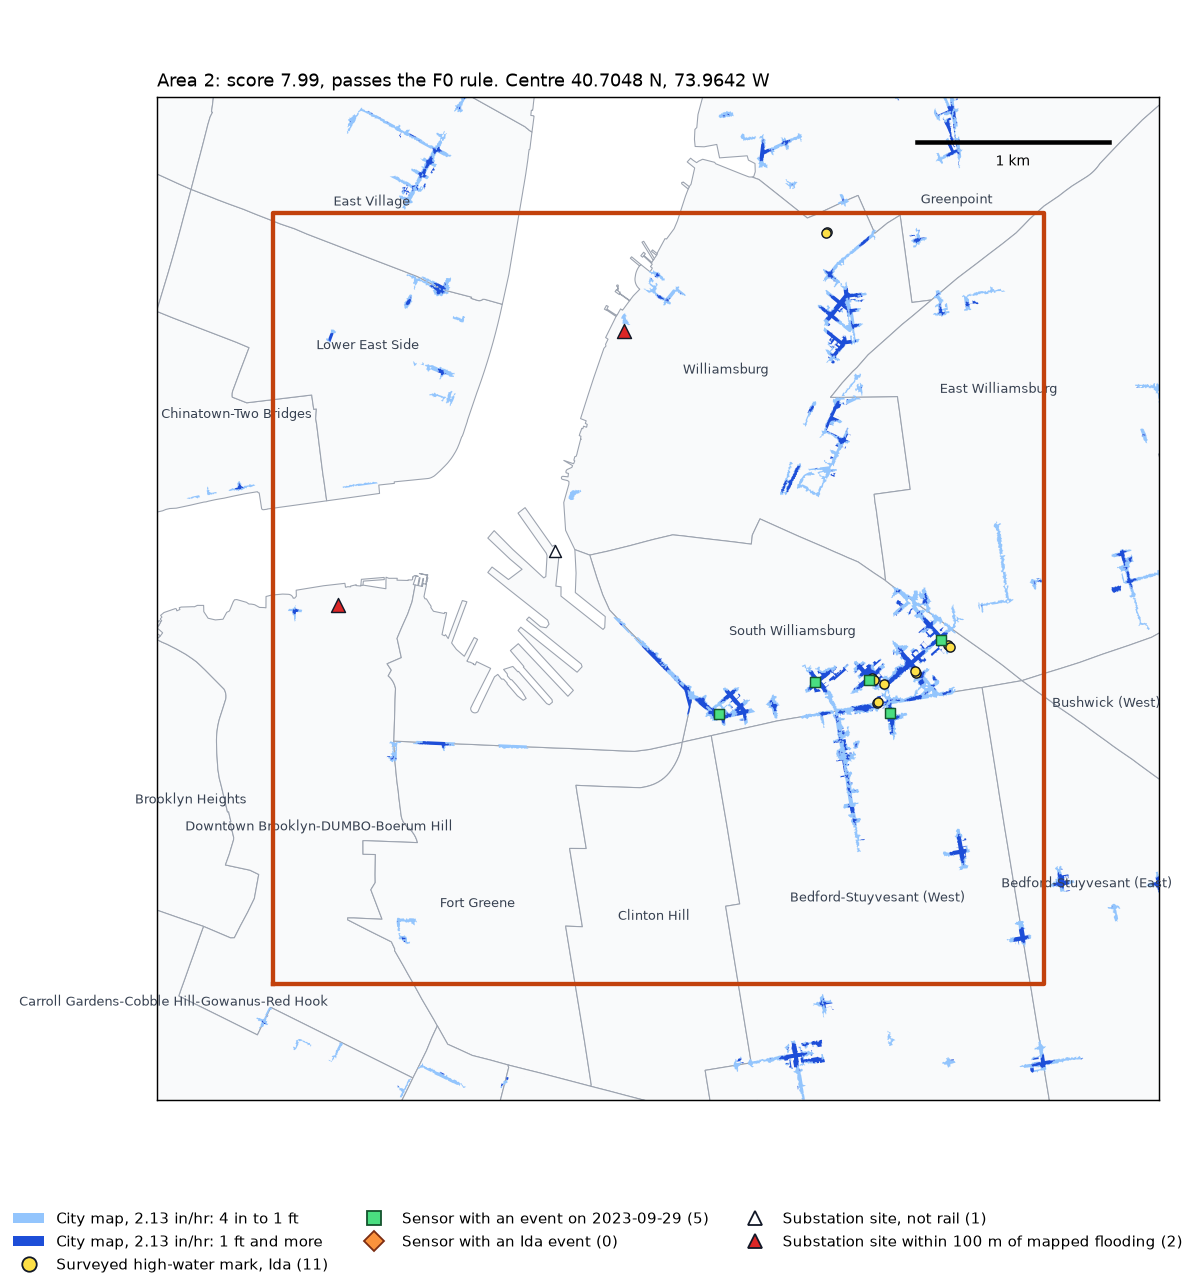 Area 2: score 7.99, passes the F0 rule. Centre 40.7048 N, 73.9642 W
1 km
East Village
Greenpoint
Lower East Side
Williamsburg
East Williamsburg
Chinatown-Two Bridges
South Williamsburg
Bushwick (West)
Brooklyn Heights
Downtown Brooklyn-DUMBO-Boerum Hill
Bedford-Stuyvesant (East)
Bedford-Stuyvesant (West)
Fort Greene
Clinton Hill
Carroll Gardens-Cobble Hill-Gowanus-Red Hook
City map, 2.13 in/hr: 4 in to 1 ft
City map, 2.13 in/hr: 1 ft and more
Surveyed high-water mark, Ida (11)
Sensor with an event on 2023-09-29 (5)
Sensor with an Ida event (0)
Substation site, not rail (1)
Substation site within 100 m of mapped flooding (2)